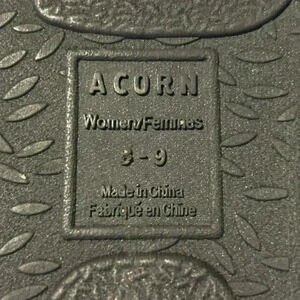 ACORN
Women/Femmes
8-9
Made in China
Fabriqué en Chine